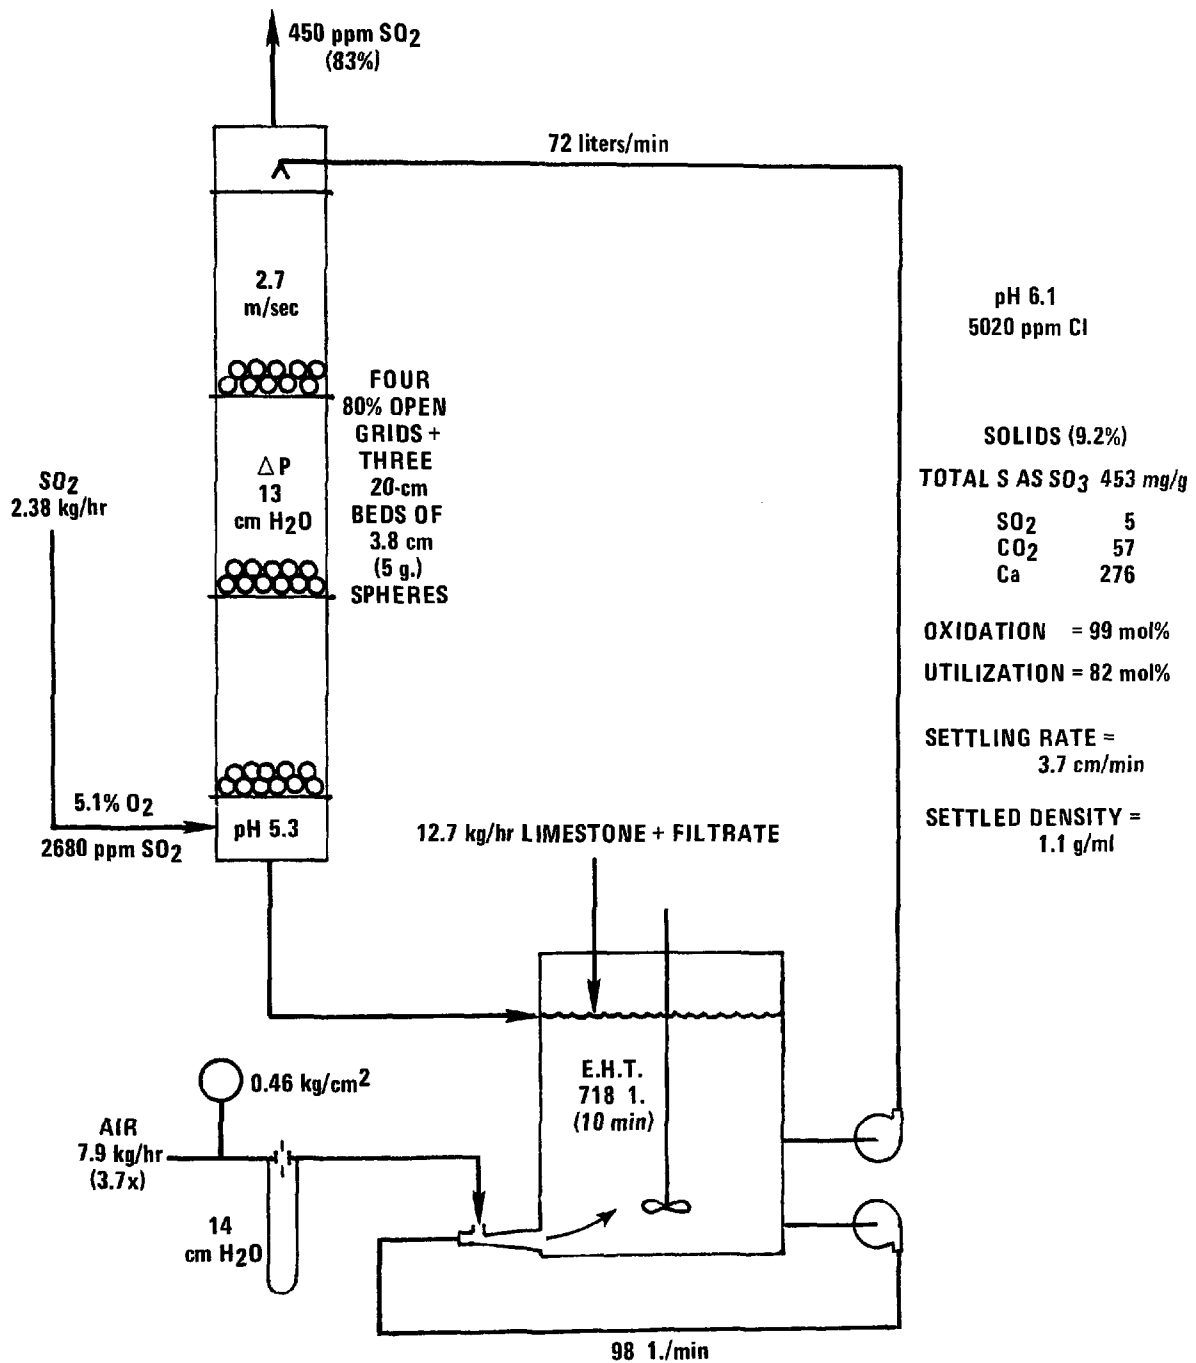 450 ppm SO2
(83%)
72 liters/min
2.7
m/sec
pH 6.1
5020 ppm Cl
FOUR
80% OPEN
GRIDS +
THREE
20-cm
BEDS OF
3.8 cm
(5 g.)
SPHERES
ΔP
13
cm H2O
SOLIDS (9.2%)
TOTAL S AS SO3 453 mg/g
SO2 5
CO2 57
Ca 276
SO2
2.38 kg/hr
OXIDATION = 99 mol%
UTILIZATION = 82 mol%
SETTLING RATE =
3.7 cm/min
SETTLED DENSITY =
1.1 g/ml
5.1% O2
2680 ppm SO2
pH 5.3
12.7 kg/hr LIMESTONE + FILTRATE
E.H.T.
718 1.
(10 min)
0.46 kg/cm2
AIR
7.9 kg/hr
(3.7x)
14
cm H2O
98 1./min